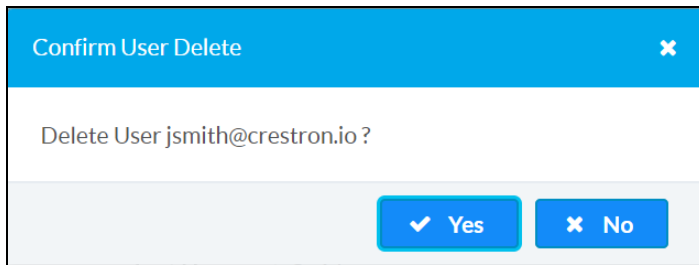 Confirm User Delete
Delete User jsmith@crestron.io ?
Yes No